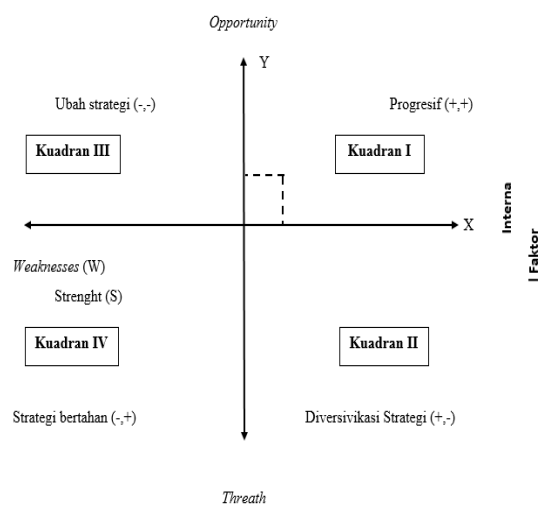 Opportunity
Y
Ubah strategi (-,-)
Progresif (+,+)
Kuadran III
Kuadran I
X
Interna
l Faktor
Weaknesses (W)
Strenght (S)
Kuadran IV
Kuadran II
Strategi bertahan (-,+)
Diversivikasi Strategi (+,-)
Threath